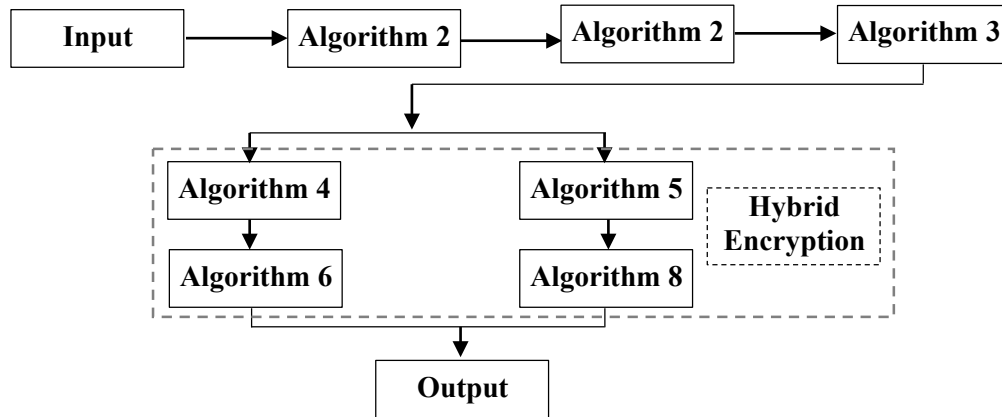 Input
Algorithm 2
Algorithm 2
Algorithm 3
Algorithm 4
Algorithm 5
Hybrid
Encryption
Algorithm 6
Algorithm 8
Output